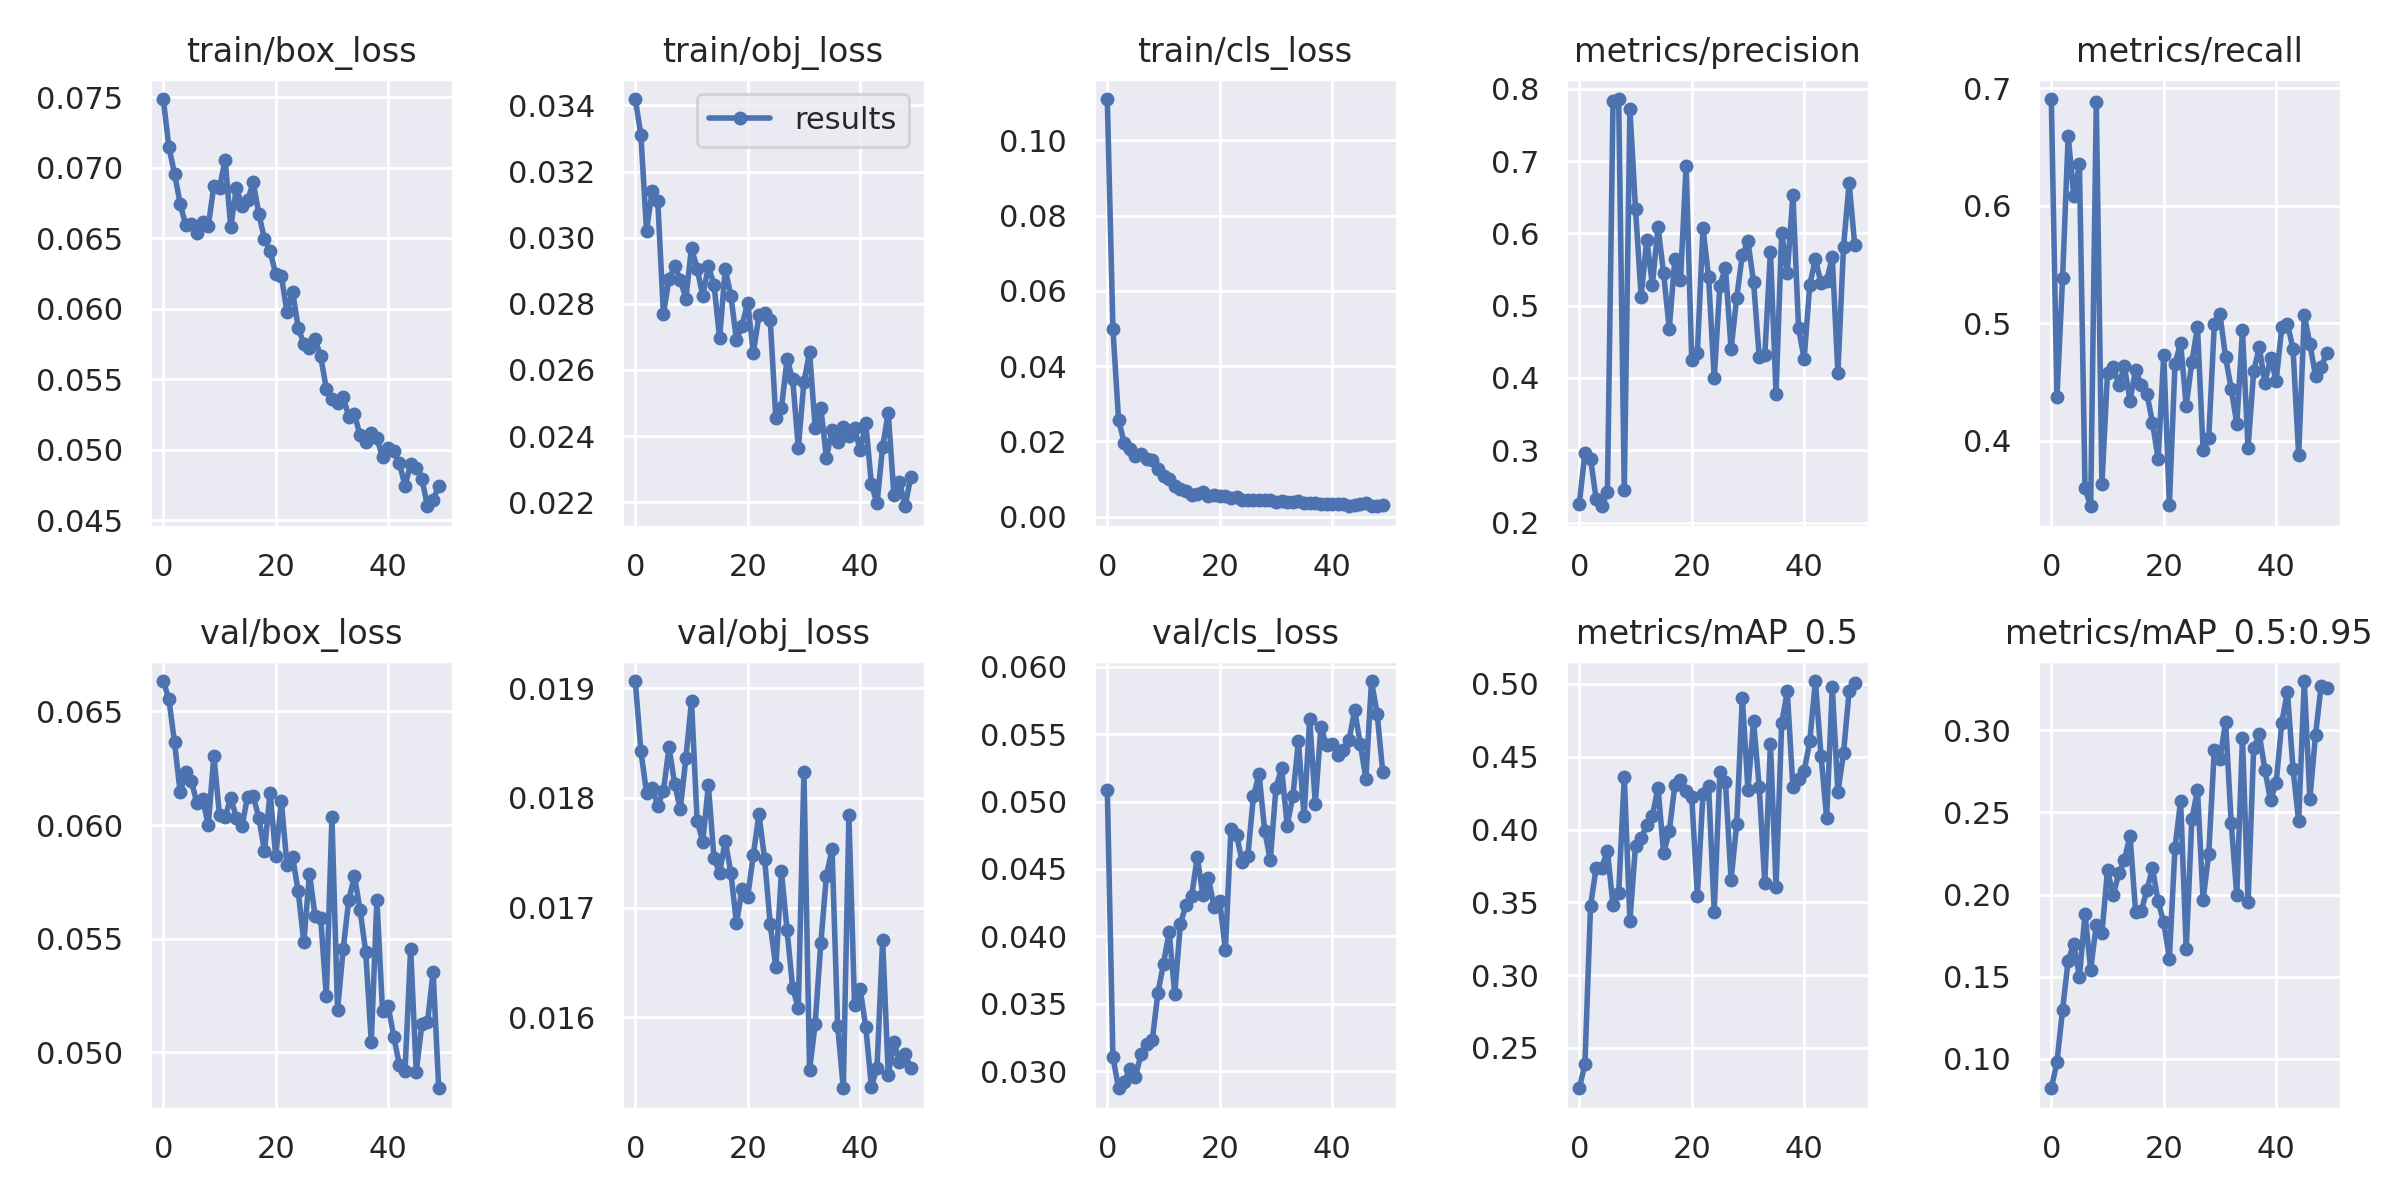 train/box_loss
0.075
0.070
0.065
0.060
0.055
0.050
0.045
0 20 40
train/obj_loss
results
0.034
0.032
0.030
0.028
0.026
0.024
0.022
0 20 40
train/cls_loss
0.10
0.08
0.06
0.04
0.02
0.00
0 20 40
metrics/precision
0.8
0.7
0.6
0.5
0.4
0.3
0.2
0 20 40
metrics/recall
0.7
0.6
0.5
0.4
0 20 40
val/box_loss
0.065
0.060
0.055
0.050
0 20 40
val/obj_loss
0.019
0.018
0.017
0.016
0 20 40
val/cls_loss
0.060
0.055
0.050
0.045
0.040
0.035
0.030
0 20 40
metrics/mAP_0.5
0.50
0.45
0.40
0.35
0.30
0.25
0 20 40
metrics/mAP_0.5:0.95
0.30
0.25
0.20
0.15
0.10
0 20 40